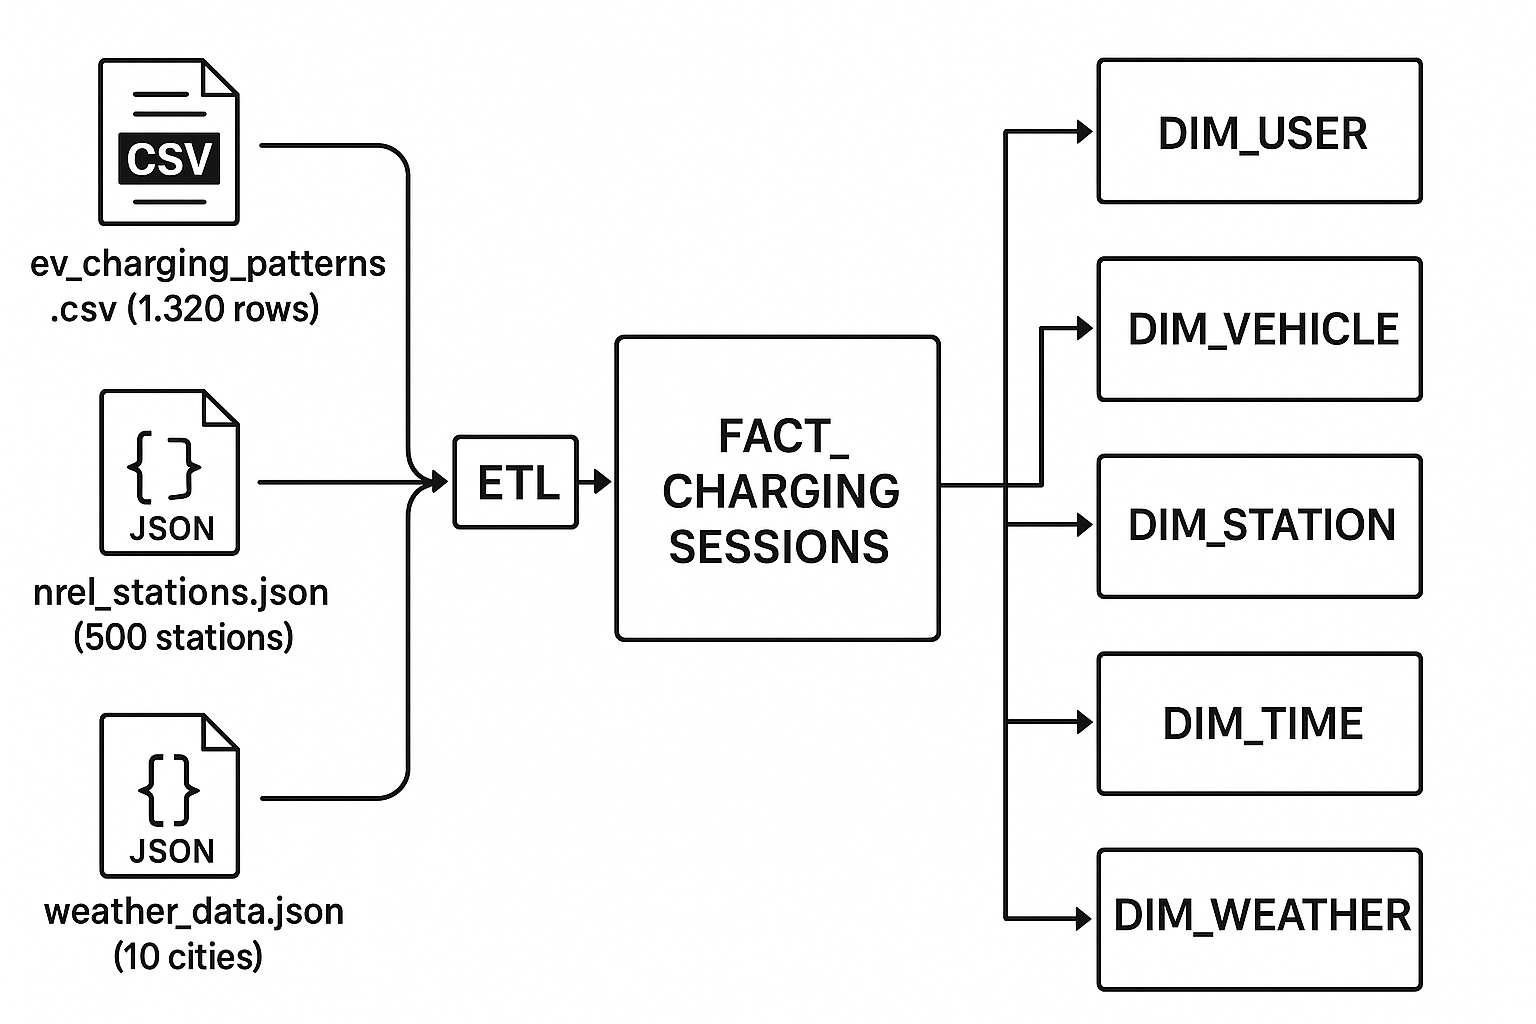 CSV
ev_charging_patterns
.csv (1.320 rows)
JSON
nrel_stations.json
(500 stations)
JSON
weather_data.json
(10 cities)
ETL
FACT_
CHARGING
SESSIONS
DIM_USER
DIM_VEHICLE
DIM_STATION
DIM_TIME
DIM_WEATHER